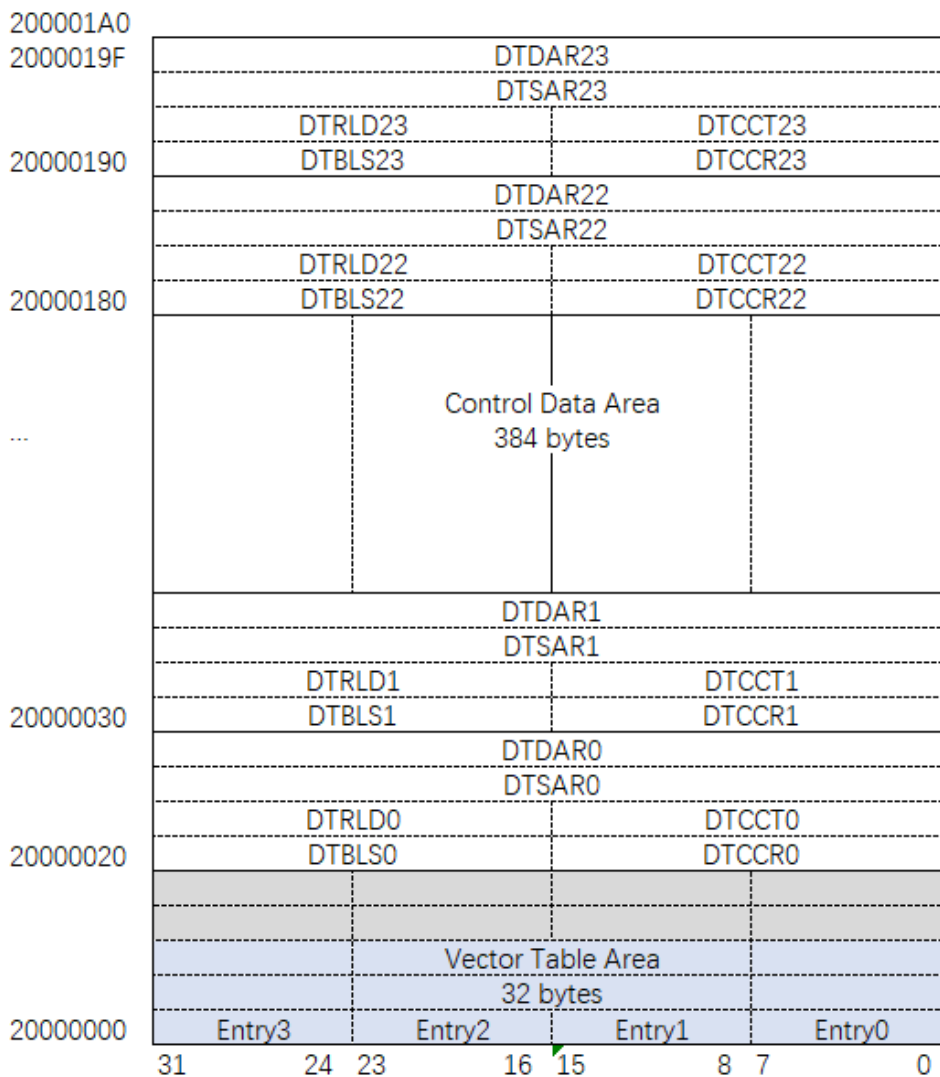 200001A0
2000019F DTDAR23
DTSAR23
DTRLD23 DTCCT23
20000190 DTBLS23 DTCCR23
DTDAR22
DTSAR22
DTRLD22 DTCCT22
20000180 DTBLS22 DTCCR22
Control Data Area
... 384 bytes
DTDAR1
DTSAR1
DTRLD1 DTCCT1
20000030 DTBLS1 DTCCR1
DTDAR0
DTSAR0
DTRLD0 DTCCT0
20000020 DTBLS0 DTCCR0
Vector Table Area
32 bytes
20000000 Entry3 Entry2 Entry1 Entry0
31 24 23 16 15 8 7 0